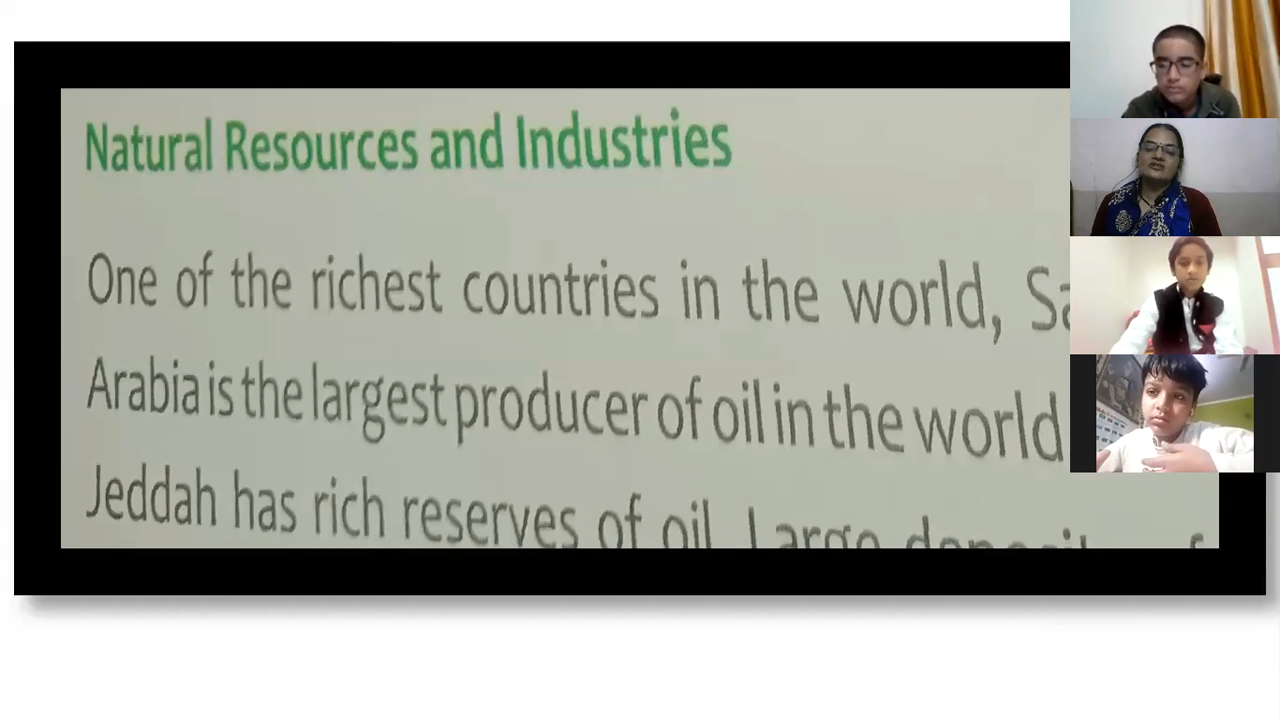 Natural Resources and Industries
One of the richest countries in the world,
Arabia is the largest producer of oil in the world
Jeddah has rich reserves of oil. Large